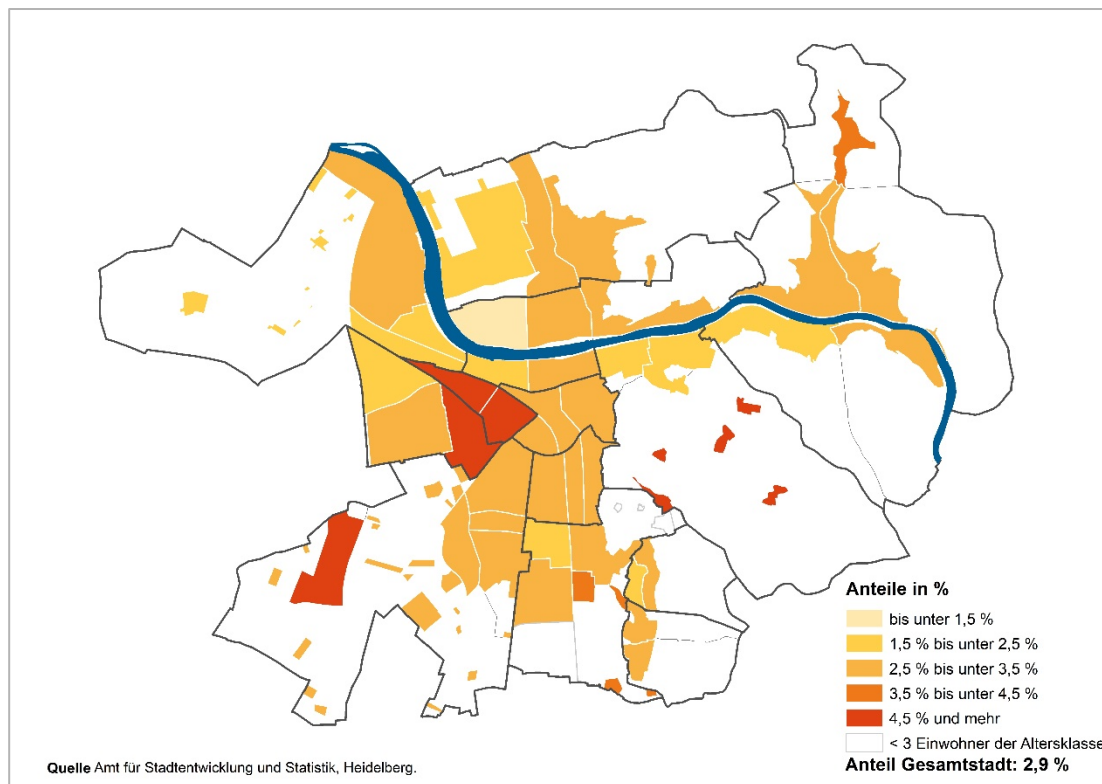 Anteile in %
bis unter 1,5 %
1,5 % bis unter 2,5 %
2,5 % bis unter 3,5 %
3,5 % bis unter 4,5 %
4,5 % und mehr
< 3 Einwohner der Altersklasse
Anteil Gesamtstadt: 2,9 %
Quelle Amt für Stadtentwicklung und Statistik, Heidelberg.